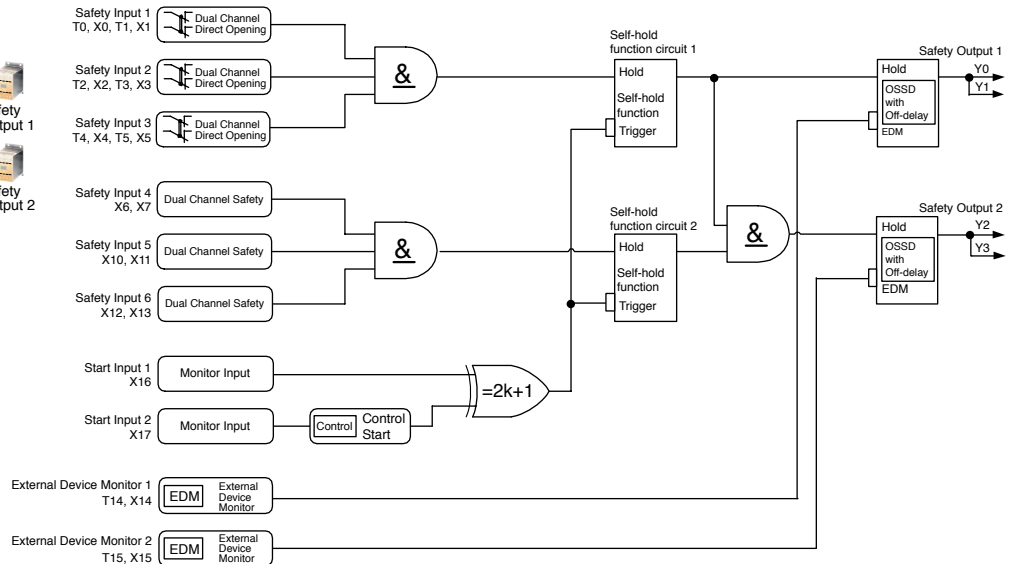 Safety Input 1
T0, X0, T1, X1
Dual Channel
Direct Opening
Safety Input 2
T2, X2, T3, X3
Dual Channel
Direct Opening
Safety Input 3
T4, X4, T5, X5
Dual Channel
Direct Opening
&
fety
tput 1
fety
tput 2
Safety Input 4
X6, X7
Dual Channel Safety
Safety Input 5
X10, X11
Dual Channel Safety
Safety Input 6
X12, X13
Dual Channel Safety
&
Start Input 1
X16
Monitor Input
Start Input 2
X17
Monitor Input
Control
Control
Start
=2k+1
External Device Monitor 1
T14, X14
EDM
External
Device
Monitor
External Device Monitor 2
T15, X15
EDM
External
Device
Monitor
Self-hold
function circuit 1
Hold
Self-hold
function
Trigger
Self-hold
function circuit 2
Hold
Self-hold
function
Trigger
&
Safety Output 1
Hold
OSSD
with
Off-delay
EDM
Y0
Y1
Safety Output 2
Hold
OSSD
with
Off-delay
EDM
Y2
Y3